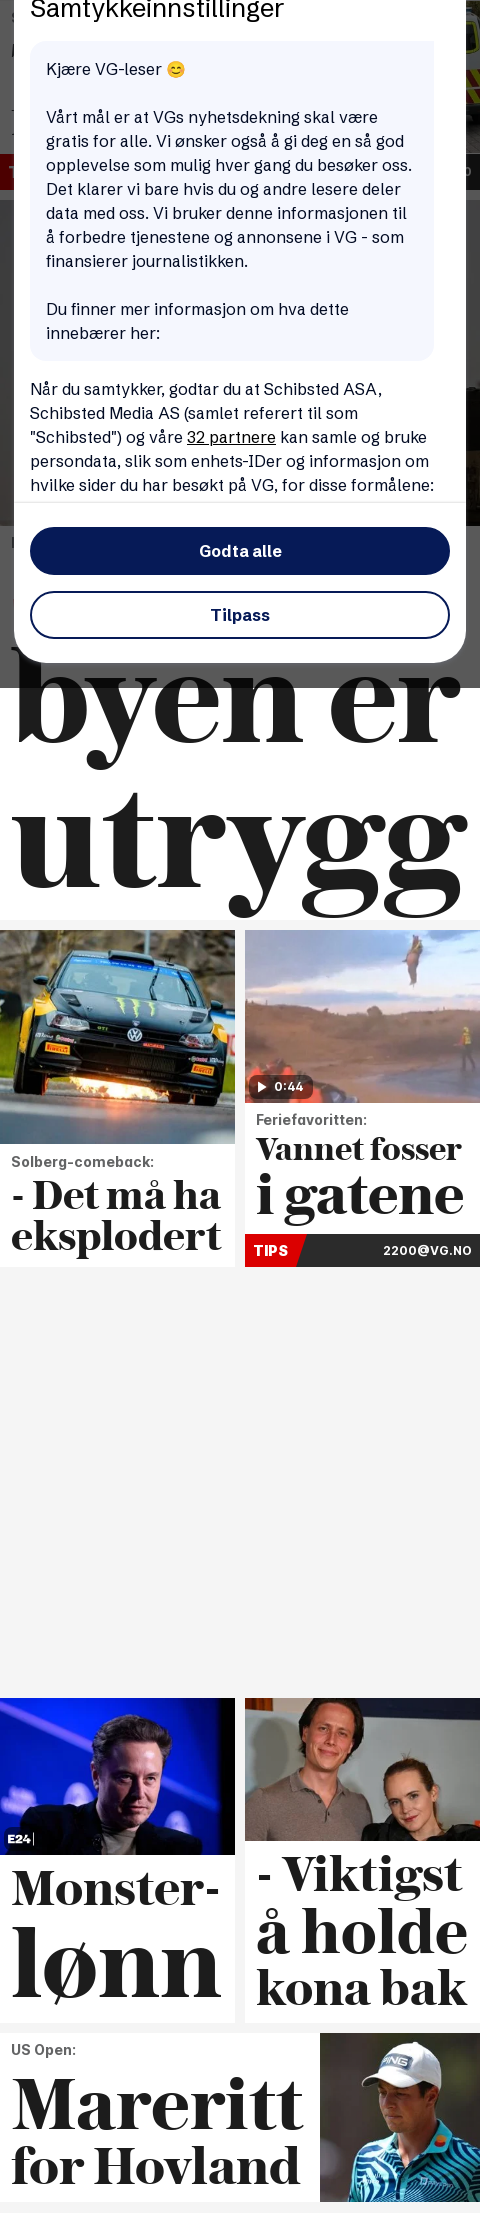 Samtykkeinnstillinger
Kjære VG-leser 😊
Vårt mål er at VGs nyhetsdekning skal være
gratis for alle. Vi ønsker også å gi deg en så god
opplevelse som mulig hver gang du besøker oss.
Det klarer vi bare hvis du og andre lesere deler
data med oss. Vi bruker denne informasjonen til
å forbedre tjenestene og annonsene i VG - som
finansierer journalistikken.
Du finner mer informasjon om hva dette
innebærer her:
Når du samtykker, godtar du at Schibsted ASA,
Schibsted Media AS (samlet referert til som
"Schibsted") og våre 32 partnere kan samle og bruke
persondata, slik som enhets-IDer og informasjon om
hvilke sider du har besøkt på VG, for disse formålene:
Godta alle
Tilpass
byen er
utrygg
0:44
Solberg-comeback:
- Det må ha
eksplodert
Feriefavoritten:
Vannet fosser
i gatene
TIPS 2200@VG.NO
E24
Monster-
lønn
- Viktigst
å holde
kona bak
US Open:
Mareritt
for Hovland
PING